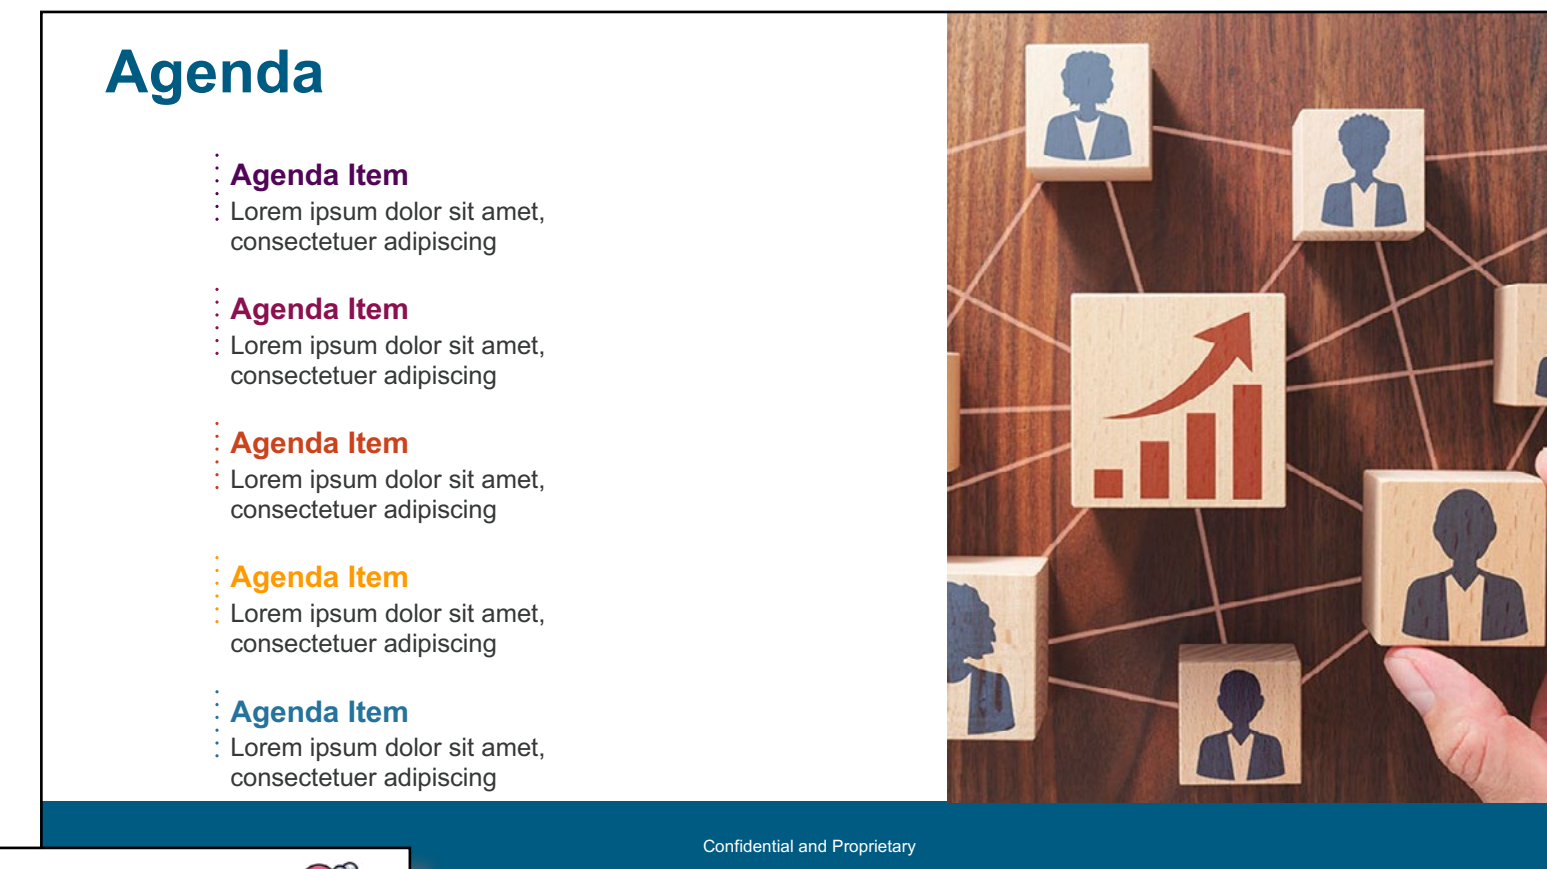 Agenda
Agenda Item
Lorem ipsum dolor sit amet,
consectetuer adipiscing
Agenda Item
Lorem ipsum dolor sit amet,
consectetuer adipiscing
Agenda Item
Lorem ipsum dolor sit amet,
consectetuer adipiscing
Agenda Item
Lorem ipsum dolor sit amet,
consectetuer adipiscing
Agenda Item
Lorem ipsum dolor sit amet,
consectetuer adipiscing
Confidential and Proprietary